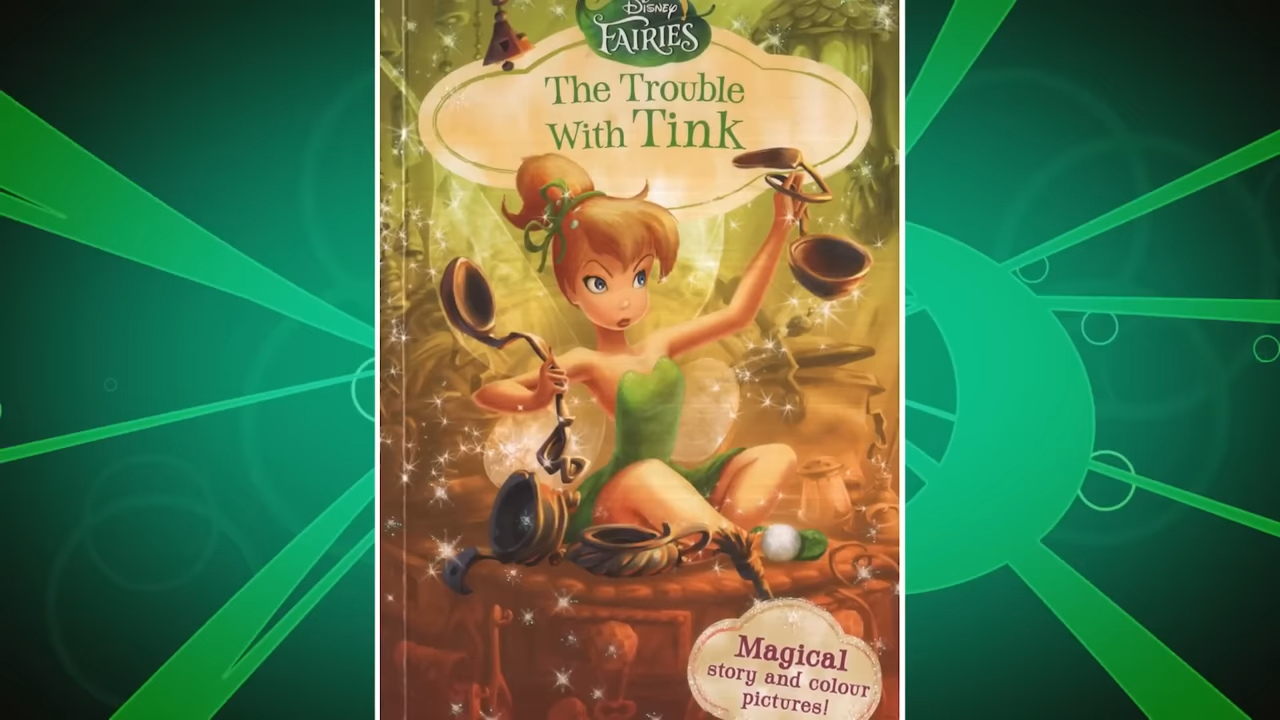 Disney
FAIRIES
The Trouble
With Tink
Magical
story and colour
pictures!